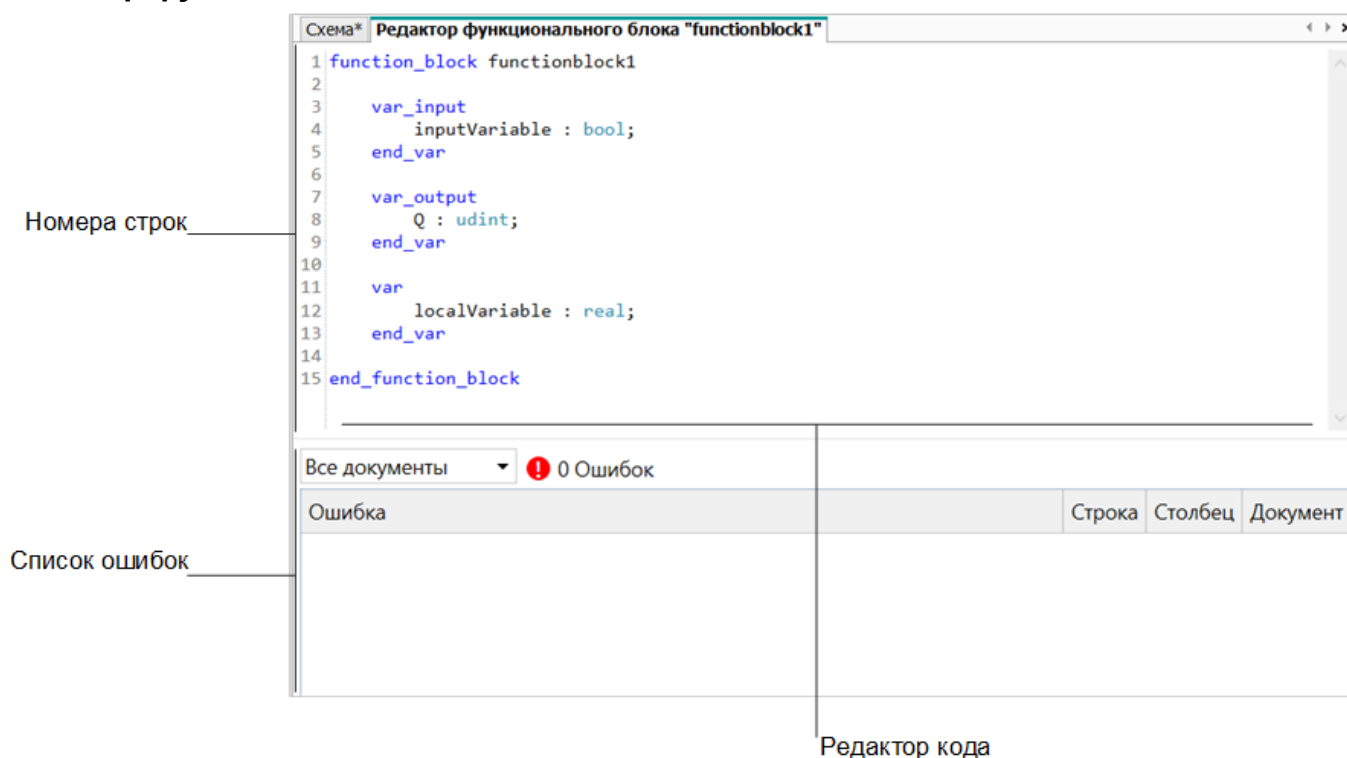 Схема* Редактор функционального блока "functionblock1"
1 function_block functionblock1
2
3 var_input
4 inputVariable : bool;
5 end_var
6
7 var_output
8 Q : udint;
9 end_var
10
11 var
12 localVariable : real;
13 end_var
14
15 end_function_block
Номера строк
Все документы 0 Ошибок
Ошибка Строка Столбец Документ
Список ошибок
Редактор кода